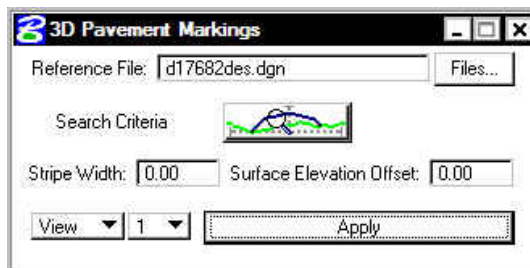 3D Pavement Markings
Reference File: d17682des.dgn Files...
Search Criteria
Stripe Width: 0.00 Surface Elevation Offset: 0.00
View 1 Apply